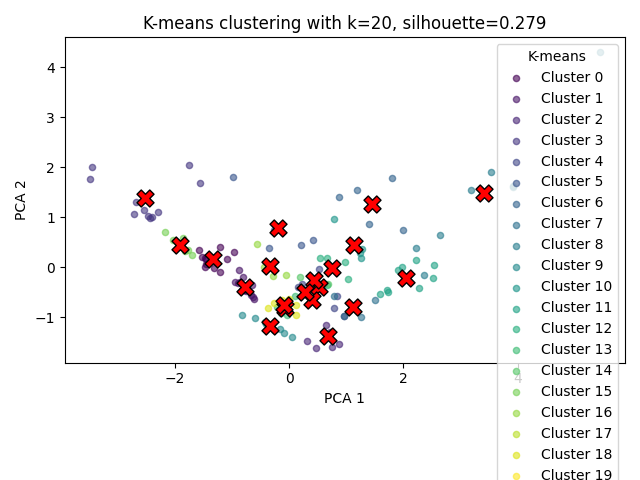 K-means clustering with k=20, silhouette=0.279
PCA 2
4
3
2
1
0
−1
−2
0
2
4
PCA 1
K-means
Cluster 0
Cluster 1
Cluster 2
Cluster 3
Cluster 4
Cluster 5
Cluster 6
Cluster 7
Cluster 8
Cluster 9
Cluster 10
Cluster 11
Cluster 12
Cluster 13
Cluster 14
Cluster 15
Cluster 16
Cluster 17
Cluster 18
Cluster 19